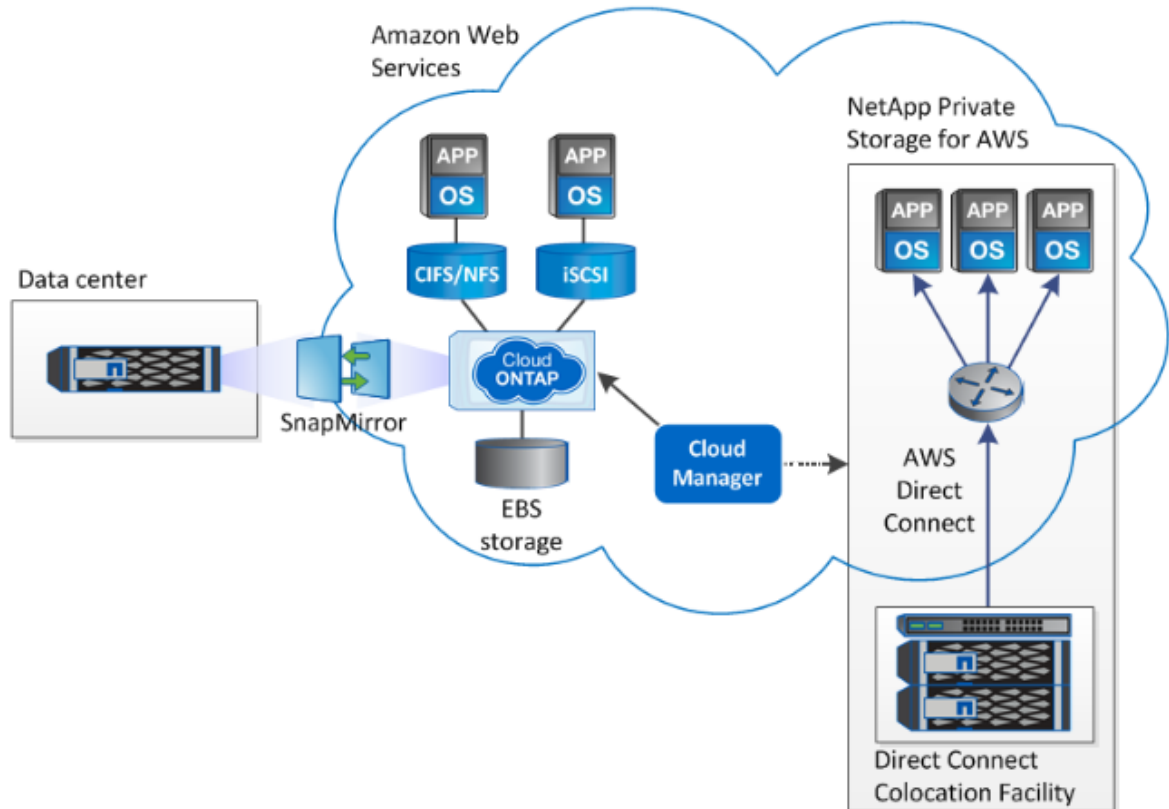 Amazon Web
Services
NetApp Private
Storage for AWS
APP
OS
APP
OS
APP
OS
APP
OS
APP
OS
CIFS/NFS
iSCSI
Data center
Cloud
ONTAP
SnapMirror
Cloud
Manager
AWS
Direct
Connect
EBS
storage
Direct Connect
Colocation Facility